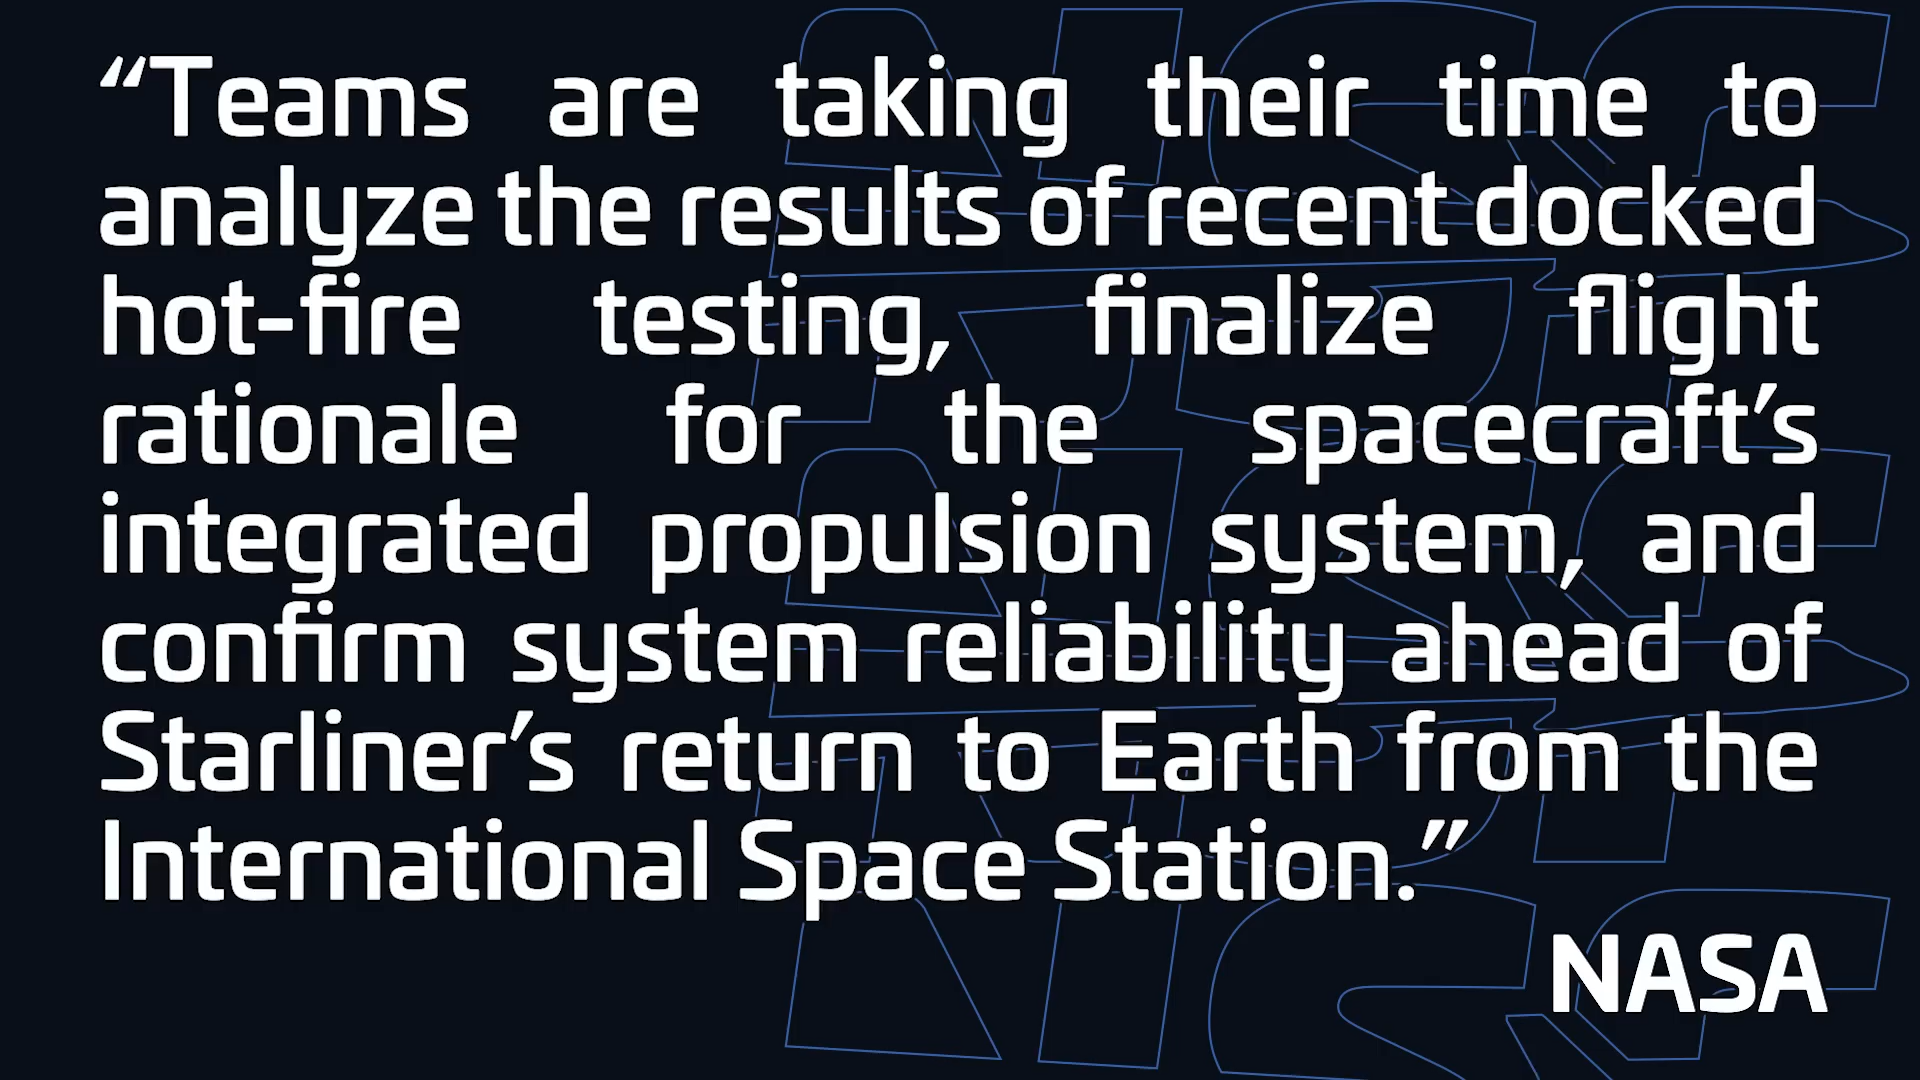 “Teams are taking their time to
analyze the results of recent docked
hot-fire testing, finalize flight
rationale for the spacecraft’s
integrated propulsion system, and
confirm system reliability ahead of
Starliner’s return to Earth from the
International Space Station.”
NASA